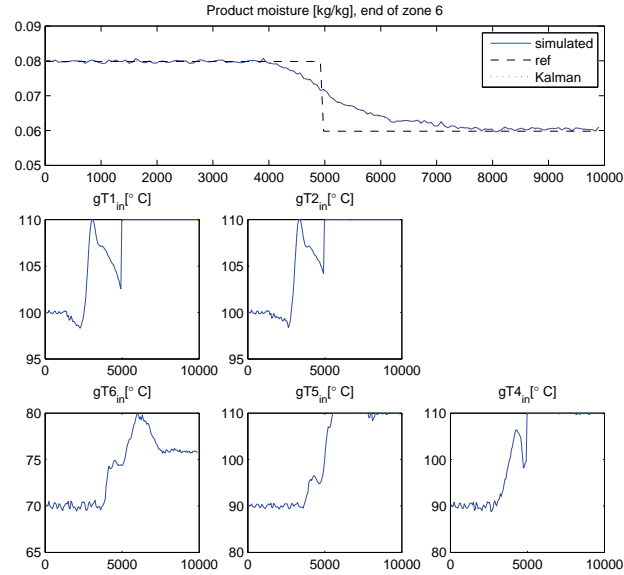 Product moisture [kg/kg], end of zone 6
0.08
0.07
0.06
0.05
simulated
ref
Kalman
0 1000 2000 3000 4000 5000 6000 7000 8000 9000 10000
gT1in[° C]
gT2in[° C]
110
105
100
95
0 5000 10000
110
105
100
95
0 5000 10000
gT6in[° C]
gT5in[° C]
gT4in[° C]
80
75
70
65
0 5000 10000
110
100
90
80
0 5000 10000
110
100
90
80
0 5000 10000